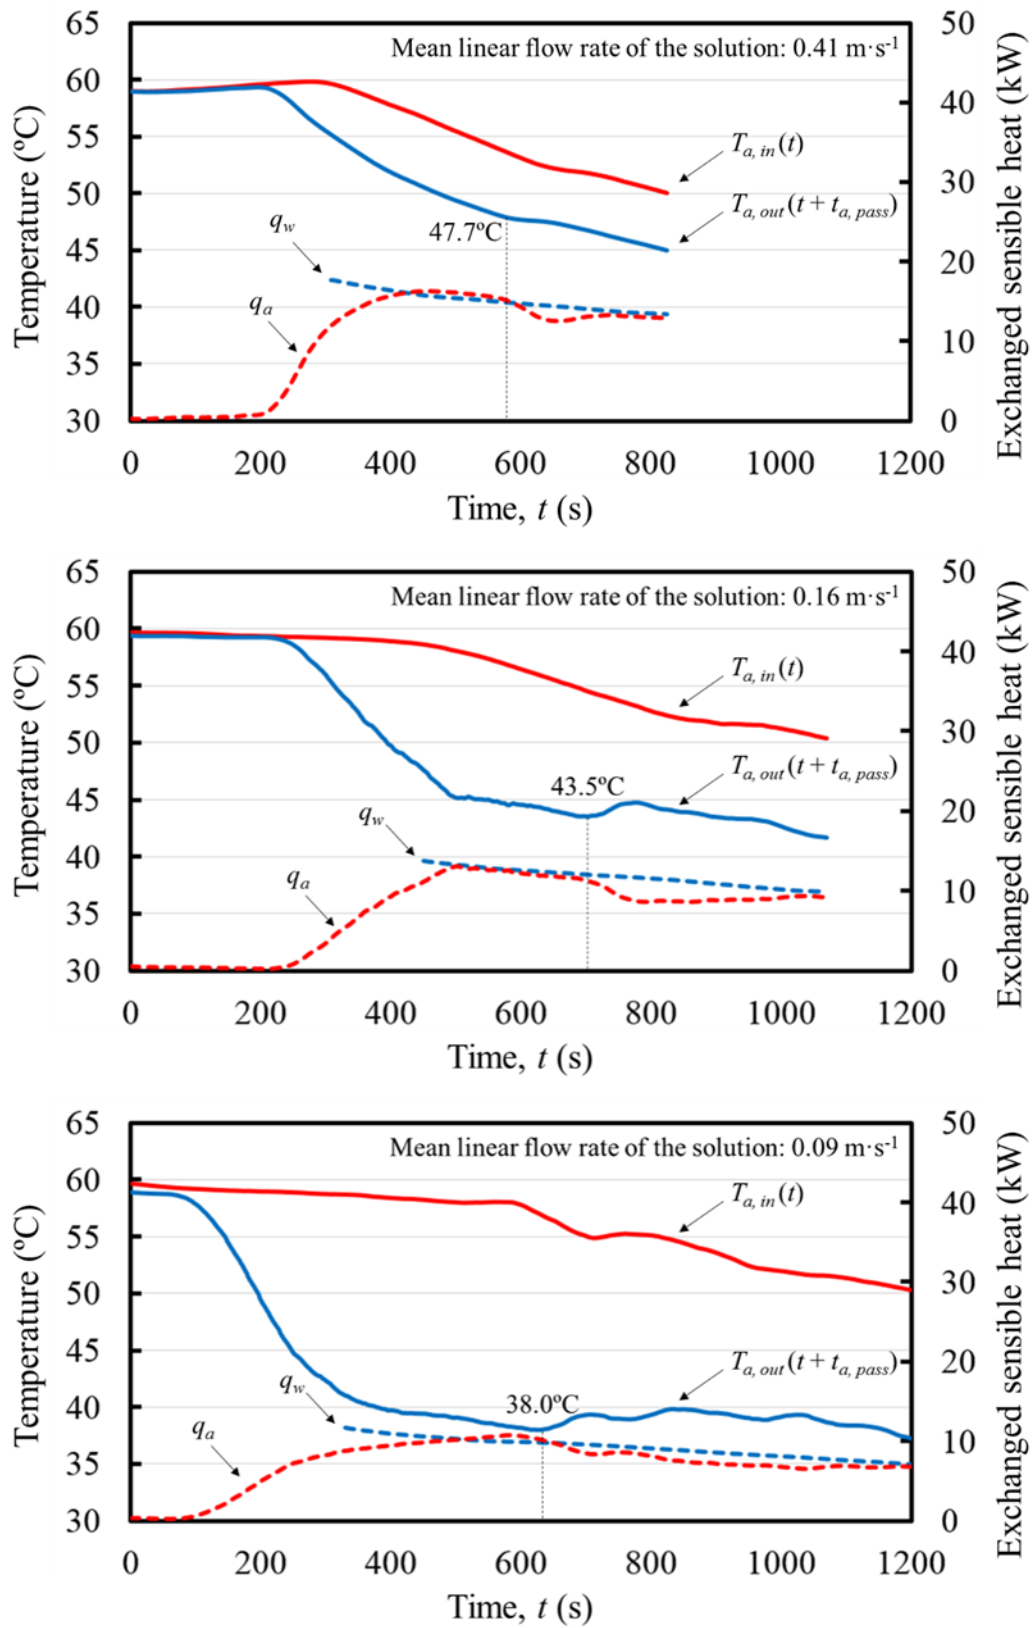 Mean linear flow rate of the solution: 0.41 m·s-1
Temperature (ºC)
Exchanged sensible heat (kW)
65
60
55
50
45
40
35
30
50
40
30
20
10
0
Ta, in (t)
Ta, out (t + ta, pass)
47.7ºC
qw
qa
0 200 400 600 800 1000 1200
Time, t (s)
Mean linear flow rate of the solution: 0.16 m·s-1
Temperature (ºC)
Exchanged sensible heat (kW)
65
60
55
50
45
40
35
30
50
40
30
20
10
0
Ta, in (t)
Ta, out (t + ta, pass)
43.5ºC
qw
qa
0 200 400 600 800 1000 1200
Time, t (s)
Mean linear flow rate of the solution: 0.09 m·s-1
Temperature (ºC)
Exchanged sensible heat (kW)
65
60
55
50
45
40
35
30
50
40
30
20
10
0
Ta, in (t)
Ta, out (t + ta, pass)
38.0ºC
qw
qa
0 200 400 600 800 1000 1200
Time, t (s)